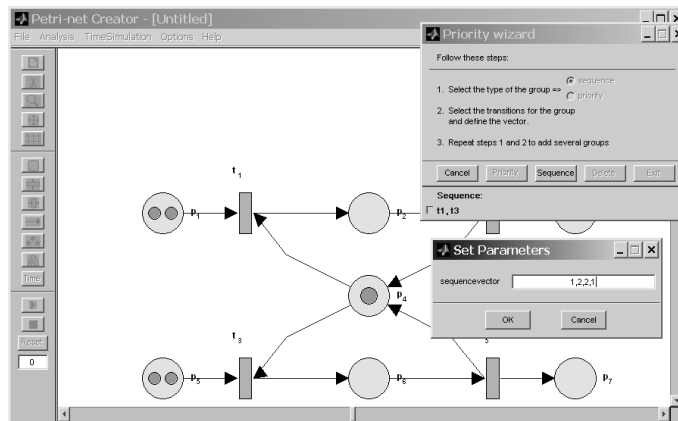 Petri-net Creator - [Untitled]
File Analysis TimeSimulation Options Help
Time
Reset
0
t1
p1
p2
p4
t3
p5
p6
5
p7
Priority wizard
Follow these steps:
1. Select the type of the group =>
sequence
priority
2. Select the transitions for the group
and define the vector.
3. Repeat steps 1 and 2 to add several groups
Cancel Priority Sequence Delete Exit
Sequence:
t1,t3
Set Parameters
sequencevector 1,2,2,1
OK Cancel